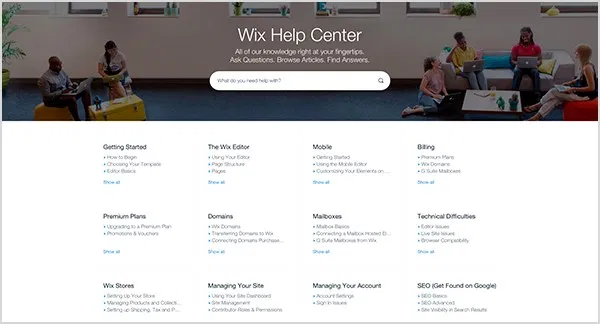 Wix Help Center
All of our knowledge right at your fingertips.
Ask Questions. Browse Articles. Find Answers.
What do you need help with?
Getting Started
How to Begin
Choosing Your Template
Editor Basics
Show all
The Wix Editor
Using Your Editor
Page Structure
Pages
Show all
Mobile
Getting Started
Using the Mobile Editor
Customizing Your Elements on ...
Show all
Billing
Premium Plans
Wix Domains
G Suite Mailboxes
Show all
Premium Plans
Upgrading to a Premium Plan
Promotions & Vouchers
Show all
Domains
Wix Domains
Transferring Domains to Wix
Connecting Domains Purchase...
Show all
Mailboxes
Mailbox Basics
Connecting a Mailbox Hosted El...
G Suite Mailboxes from Wix
Show all
Technical Difficulties
Editor Issues
Live Site Issues
Browser Compatibility
Show all
Wix Stores
Setting Up Your Store
Managing Products and Collecti...
Setting up Shipping, Tax and P...
Managing Your Site
Using Your Site Dashboard
Site Management
Contributor Roles & Permissions
Managing Your Account
Account Settings
Sign In Issues
SEO (Get Found on Google)
SEO Basics
SEO Advanced
Site Visibility in Search Results